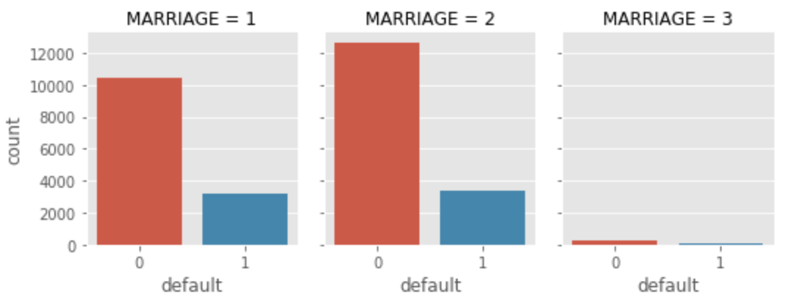 MARRIAGE = 1
MARRIAGE = 2
MARRIAGE = 3
count
12000
10000
8000
6000
4000
2000
0
0 1
0 1
0 1
default
default
default